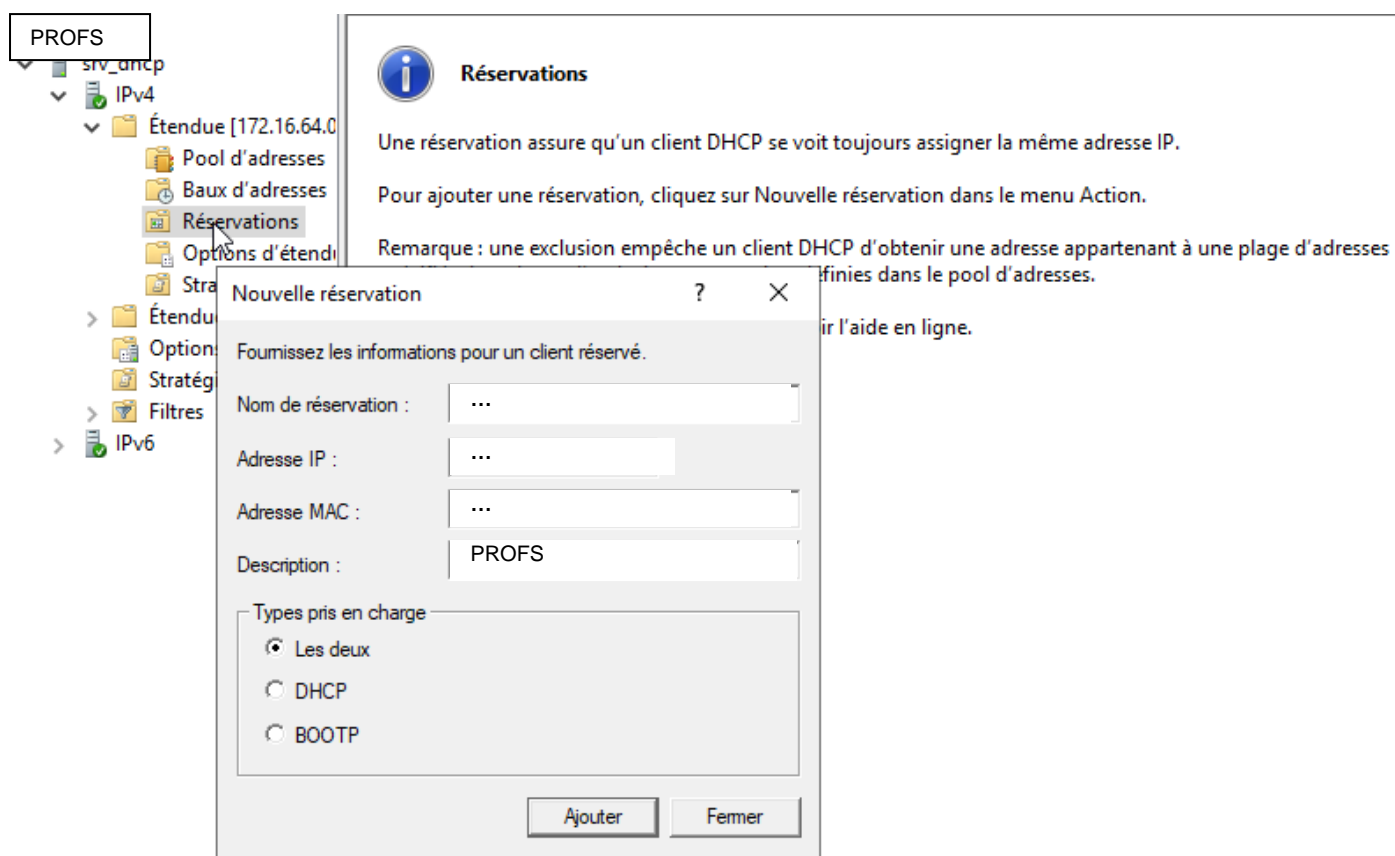 PROFS
srv_dhcp
IPv4
Étendue [172.16.64.0
Pool d'adresses
Baux d'adresses
Réservations
Options d'étend
Stra
Étendu
Option
Stratégi
Filtres
IPv6
Réservations
Une réservation assure qu'un client DHCP se voit toujours assigner la même adresse IP.
Pour ajouter une réservation, cliquez sur Nouvelle réservation dans le menu Action.
Remarque : une exclusion empêche un client DHCP d'obtenir une adresse appartenant à une plage d'adresses
finies dans le pool d'adresses.
ir l'aide en ligne.
Nouvelle réservation ? ×
Fournissez les informations pour un client réservé.
Nom de réservation : ...
Adresse IP : ...
Adresse MAC : ...
Description : PROFS
Types pris en charge
Les deux
DHCP
BOOTP
Ajouter Fermer